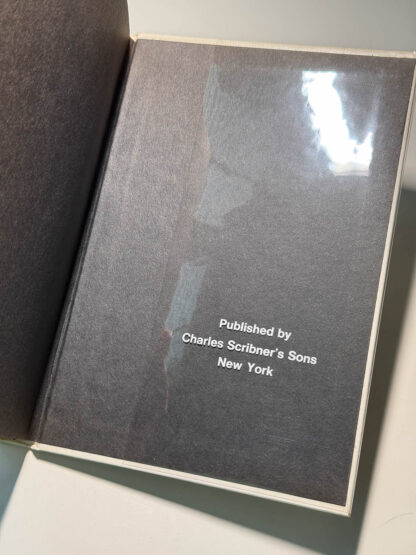 Published by
Charles Scribner's Sons
New York